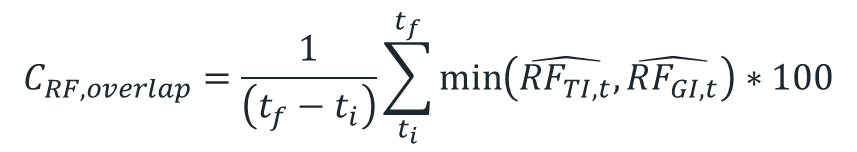 $C_{RF,overlap} = \frac{1}{(t_f - t_i)} \sum_{t_i}^{t_f} \min(\widehat{RF_{TI,t}}, \widehat{RF_{GI,t}}) * 100$